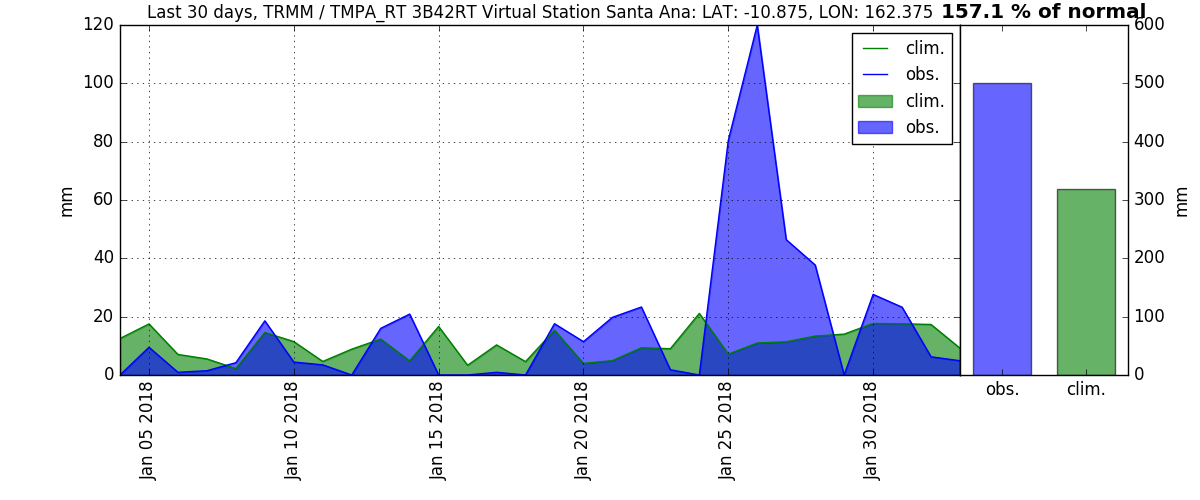 Last 30 days, TRMM / TMPA_RT 3B42RT Virtual Station Santa Ana: LAT: -10.875, LON: 162.375 157.1 % of normal
120
100
80
60
40
20
0
mm
clim.
obs.
clim.
obs.
Jan 05 2018
Jan 10 2018
Jan 15 2018
Jan 20 2018
Jan 25 2018
Jan 30 2018
600
500
400
300
200
100
0
mm
obs. clim.